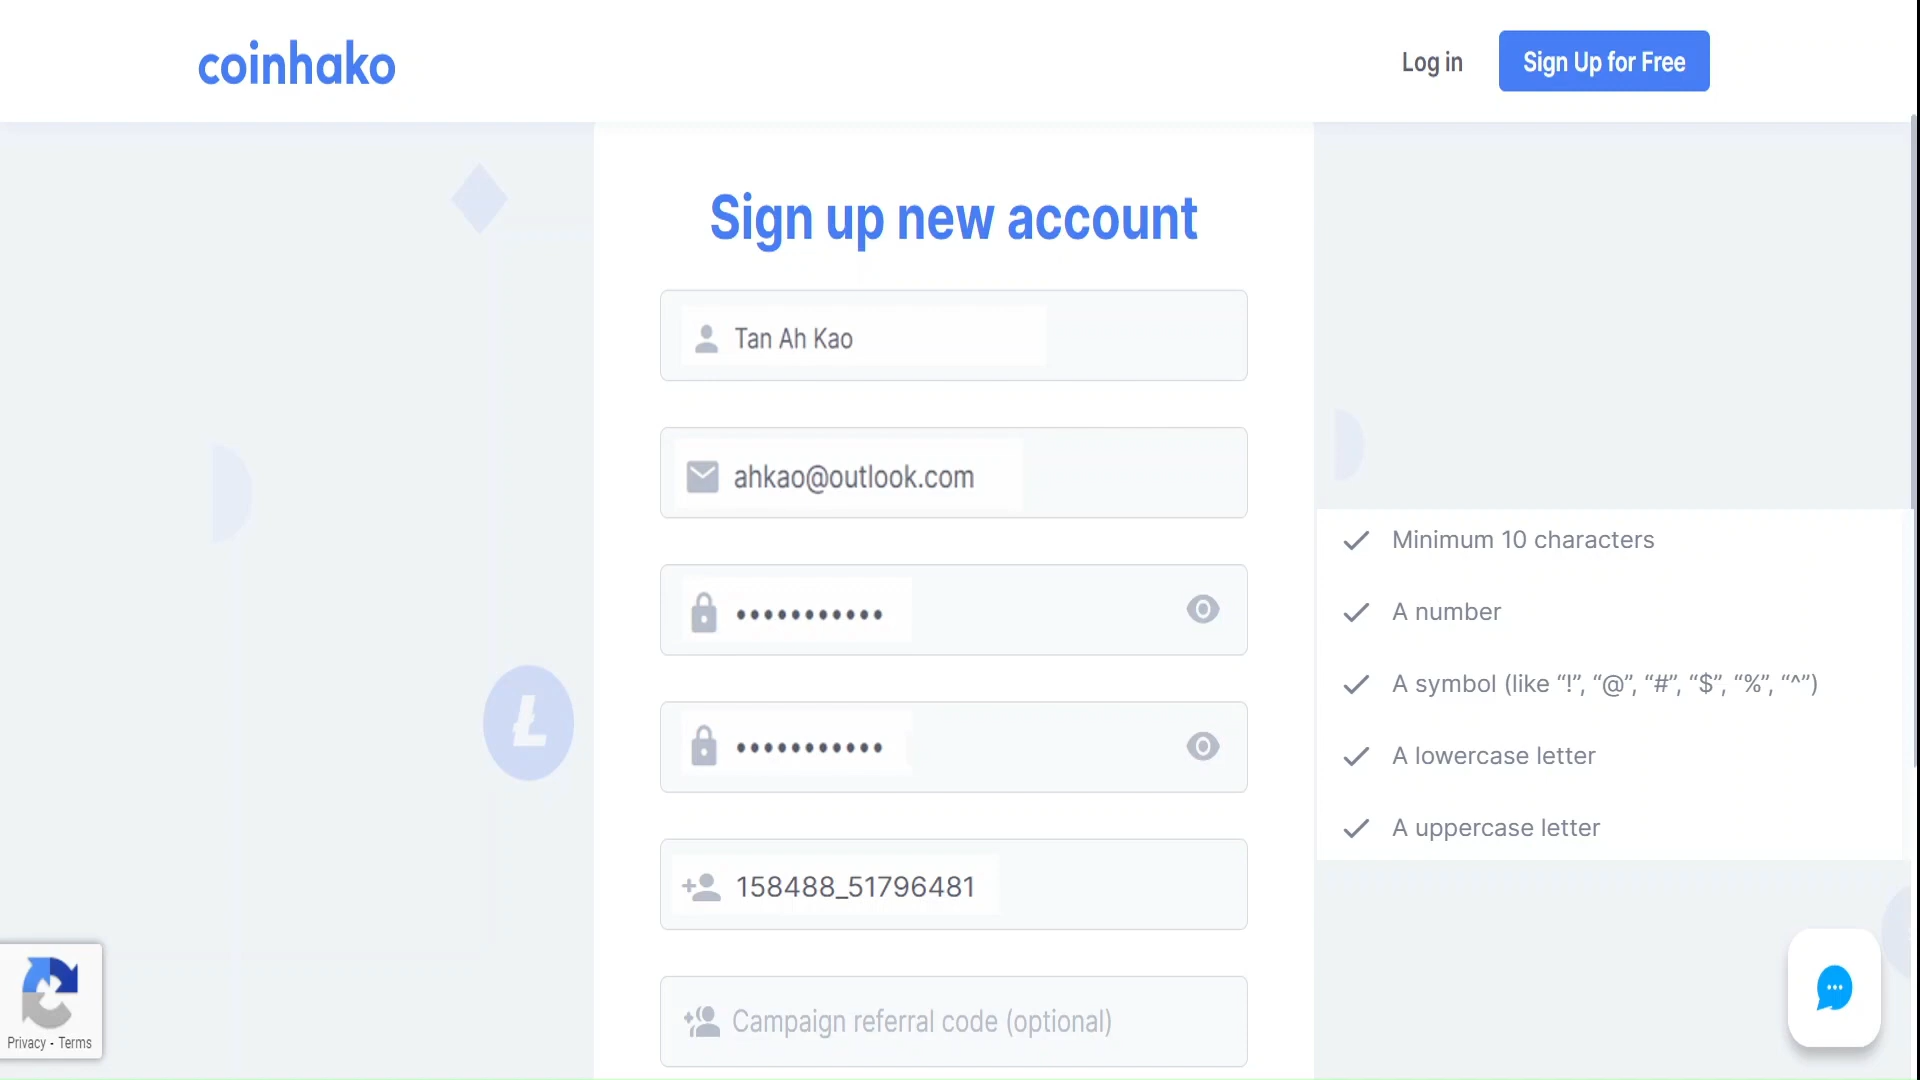 coinhako
Log in
Sign Up for Free
Sign up new account
Tan Ah Kao
ahkao@outlook.com
•••••••••••
•••••••••••
158488_51796481
Campaign referral code (optional)
Minimum 10 characters
A number
A symbol (like “!”, “@”, “#”, “$”, “%”, “^”)
A lowercase letter
A uppercase letter
Privacy - Terms